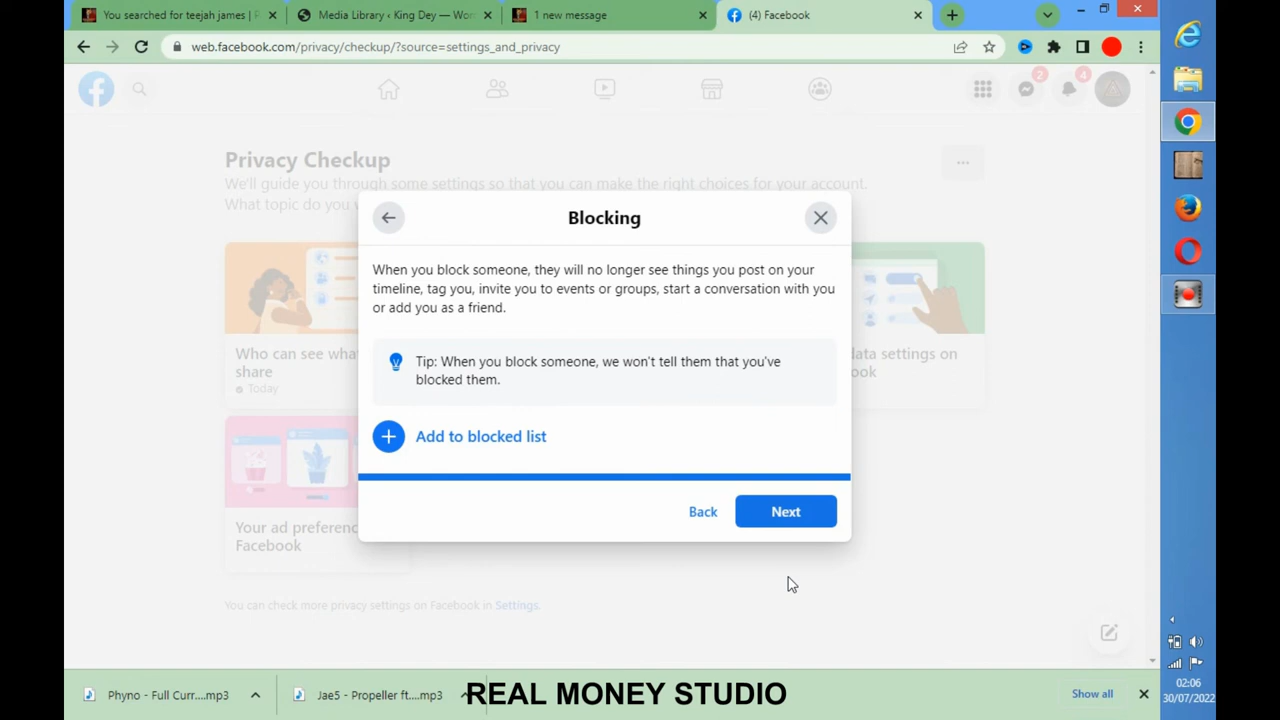 You searched for teejah james |
Media Library ‹ King Dey — Wor
1 new message
(4) Facebook
web.facebook.com/privacy/checkup/?source=settings_and_privacy
2
4
Privacy Checkup
We'll guide you through some settings so that you can make the right choices for your account.
What topic do you
Blocking
When you block someone, they will no longer see things you post on your
timeline, tag you, invite you to events or groups, start a conversation with you
or add you as a friend.
Tip: When you block someone, we won't tell them that you've
blocked them.
Add to blocked list
Back
Next
Who can see what
share
Today
data settings on
Your ad preferenc
Facebook
You can check more privacy settings on Facebook in Settings.
Phyno - Full Curr....mp3
Jae5 - Propeller ft....mp3
Show all
REAL MONEY STUDIO
02:06
30/07/2022